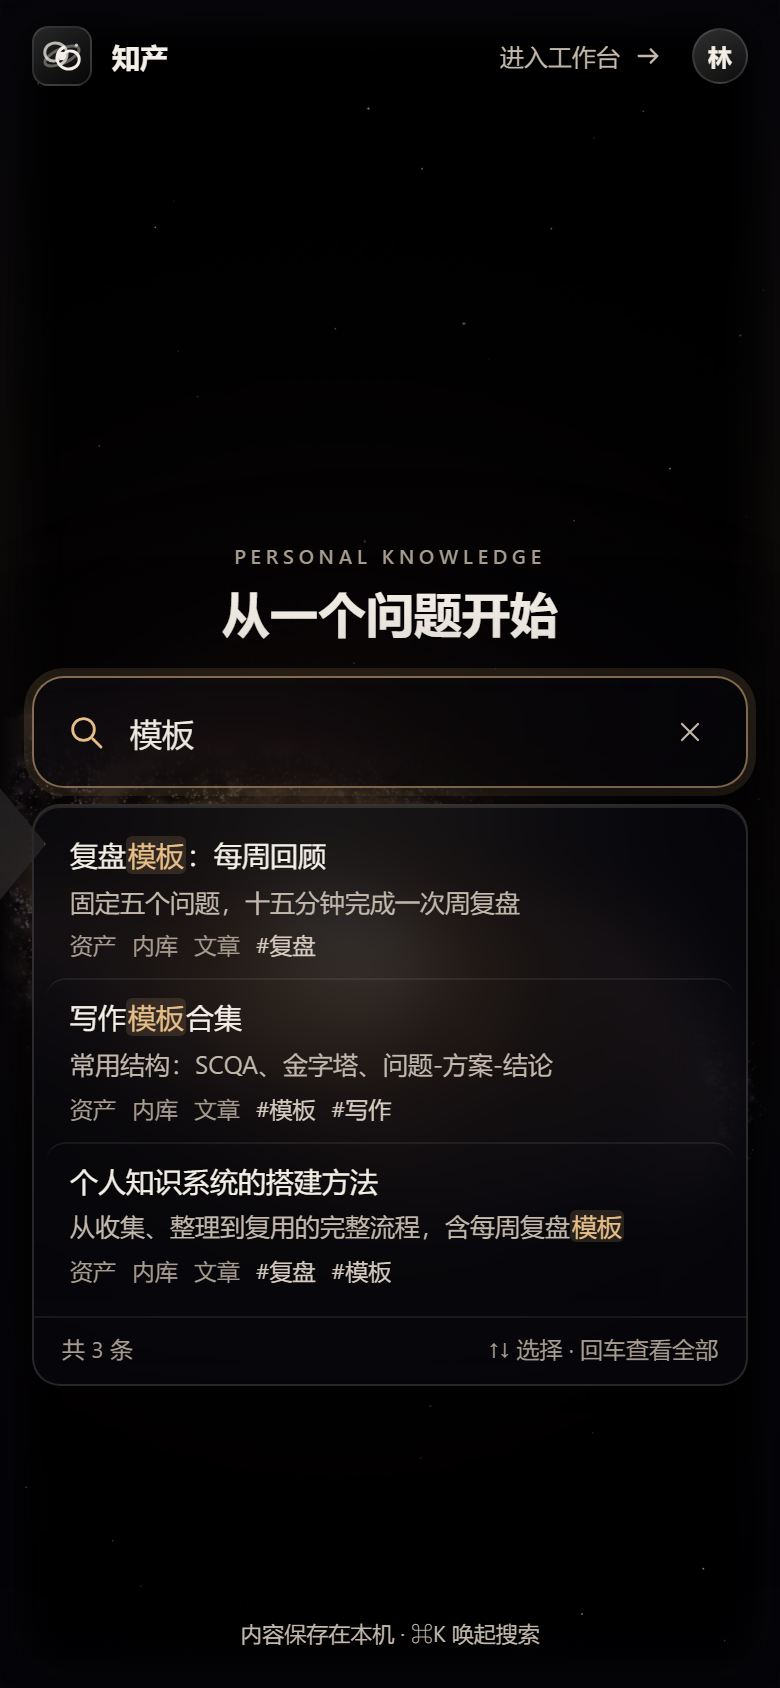 知产
进入工作台 →
林
PERSONAL KNOWLEDGE
从一个问题开始
模板
复盘模板：每周回顾
固定五个问题，十五分钟完成一次周复盘
资产 内库 文章 #复盘
写作模板合集
常用结构：SCQA、金字塔、问题-方案-结论
资产 内库 文章 #模板 #写作
个人知识系统的搭建方法
从收集、整理到复用的完整流程，含每周复盘模板
资产 内库 文章 #复盘 #模板
共 3 条
↑↓ 选择 · 回车查看全部
内容保存在本机 · ⌘K 唤起搜索